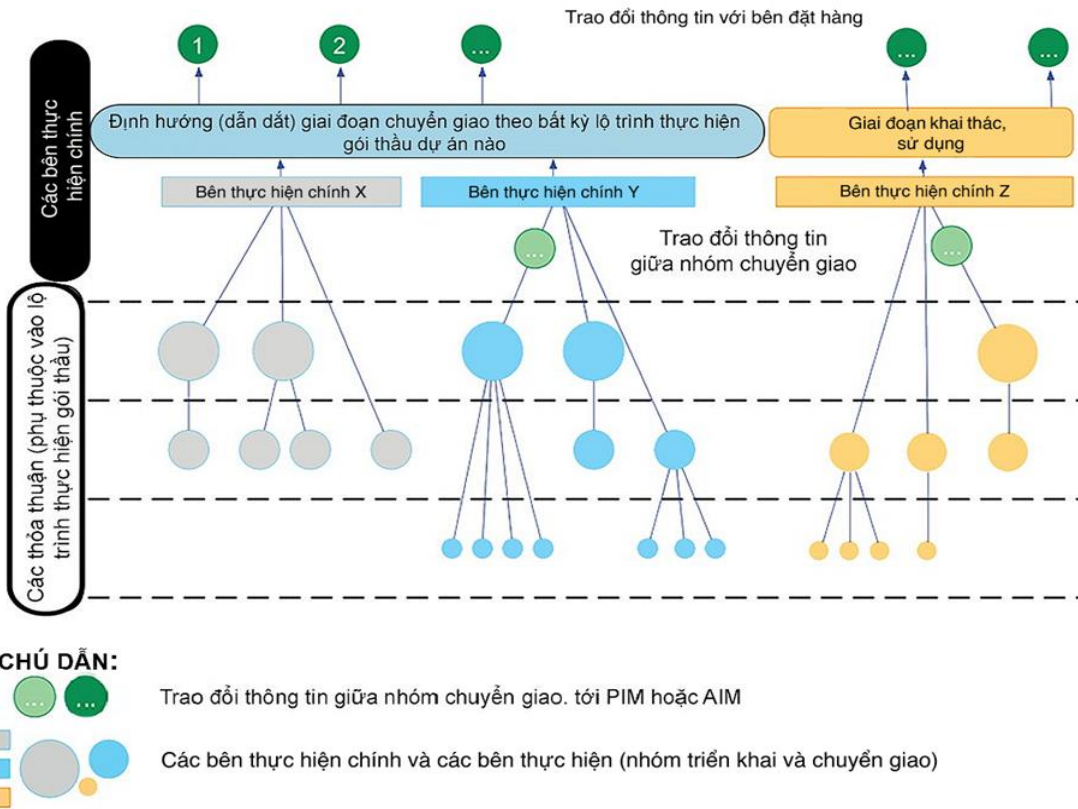 Trao đổi thông tin với bên đặt hàng
1
2
...
...
...
Các bên thực
hiện chính
Định hướng (dẫn dắt) giai đoạn chuyển giao theo bất kỳ lộ trình thực hiện
gói thầu dự án nào
Giai đoạn khai thác,
sử dụng
Bên thực hiện chính X
Bên thực hiện chính Y
Bên thực hiện chính Z
...
Trao đổi thông tin
giữa nhóm chuyển giao
...
Các thỏa thuận (phụ thuộc vào lộ
trình thực hiện gói thầu)
CHÚ DẪN:
... ... Trao đổi thông tin giữa nhóm chuyển giao. tới PIM hoặc AIM
Các bên thực hiện chính và các bên thực hiện (nhóm triển khai và chuyển giao)